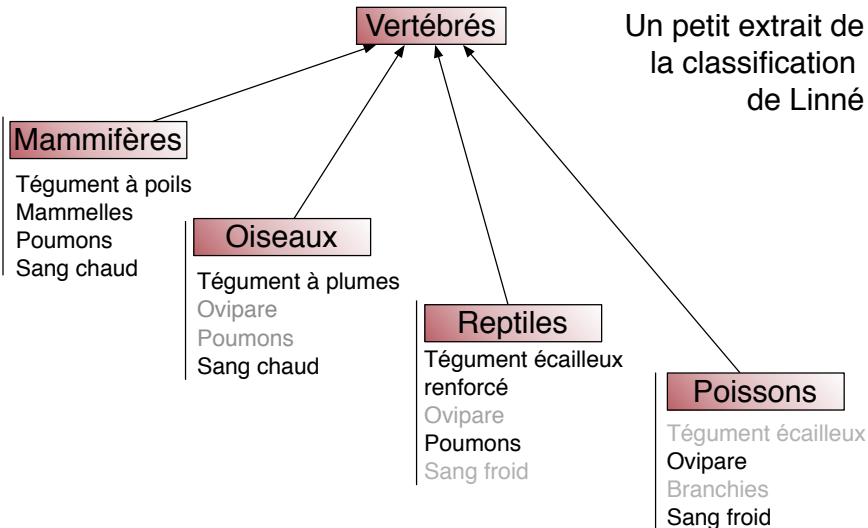 Vertébrés
Un petit extrait de
la classification
de Linné
Mammifères
Tégument à poils
Mammelles
Poumons
Sang chaud
Oiseaux
Tégument à plumes
Ovipare
Poumons
Sang chaud
Reptiles
Tégument écailleux
renforcé
Ovipare
Poumons
Sang froid
Poissons
Tégument écailleux
Ovipare
Branchies
Sang froid